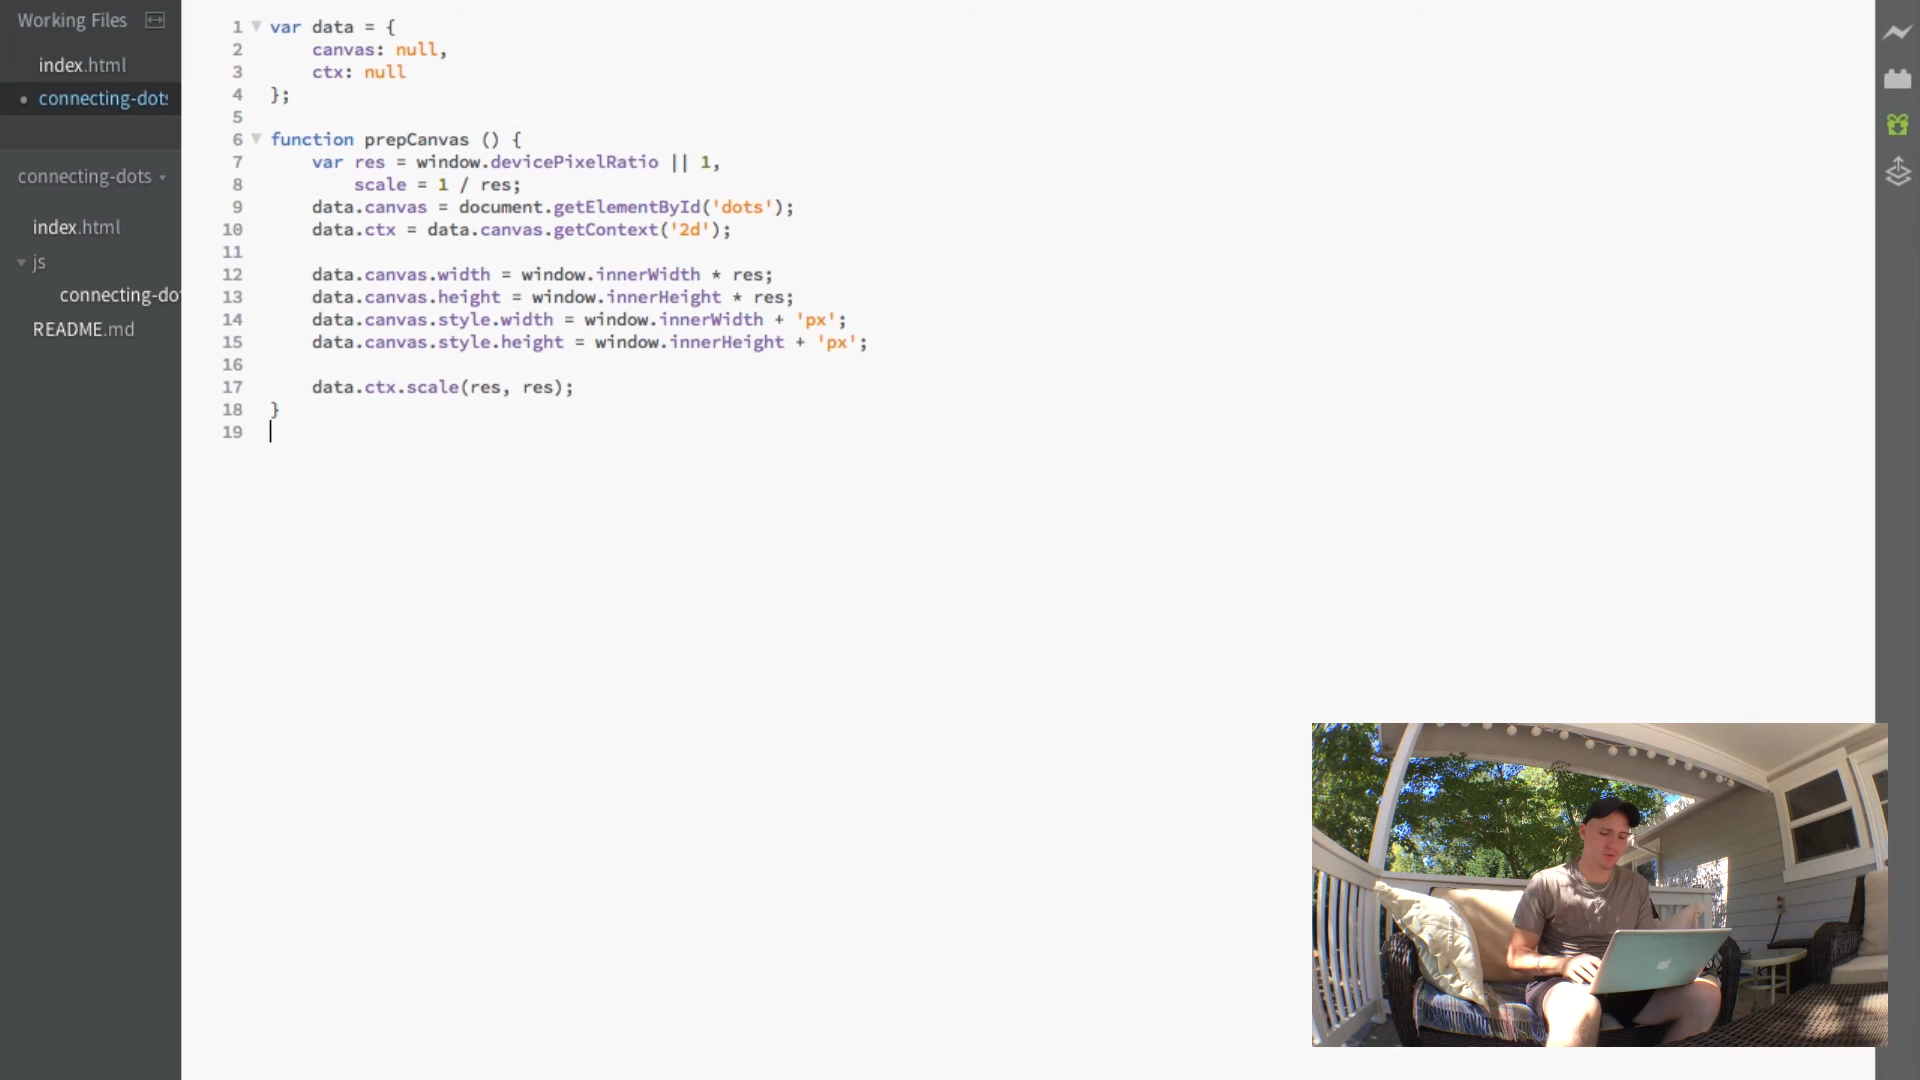 Working Files
index.html
connecting-dots
connecting-dots
index.html
js
connecting-do
README.md
1 var data = {
2 canvas: null,
3 ctx: null
4 };
5
6 function prepCanvas () {
7 var res = window.devicePixelRatio || 1,
8 scale = 1 / res;
9 data.canvas = document.getElementById('dots');
10 data.ctx = data.canvas.getContext('2d');
11
12 data.canvas.width = window.innerWidth * res;
13 data.canvas.height = window.innerHeight * res;
14 data.canvas.style.width = window.innerWidth + 'px';
15 data.canvas.style.height = window.innerHeight + 'px';
16
17 data.ctx.scale(res, res);
18 }
19